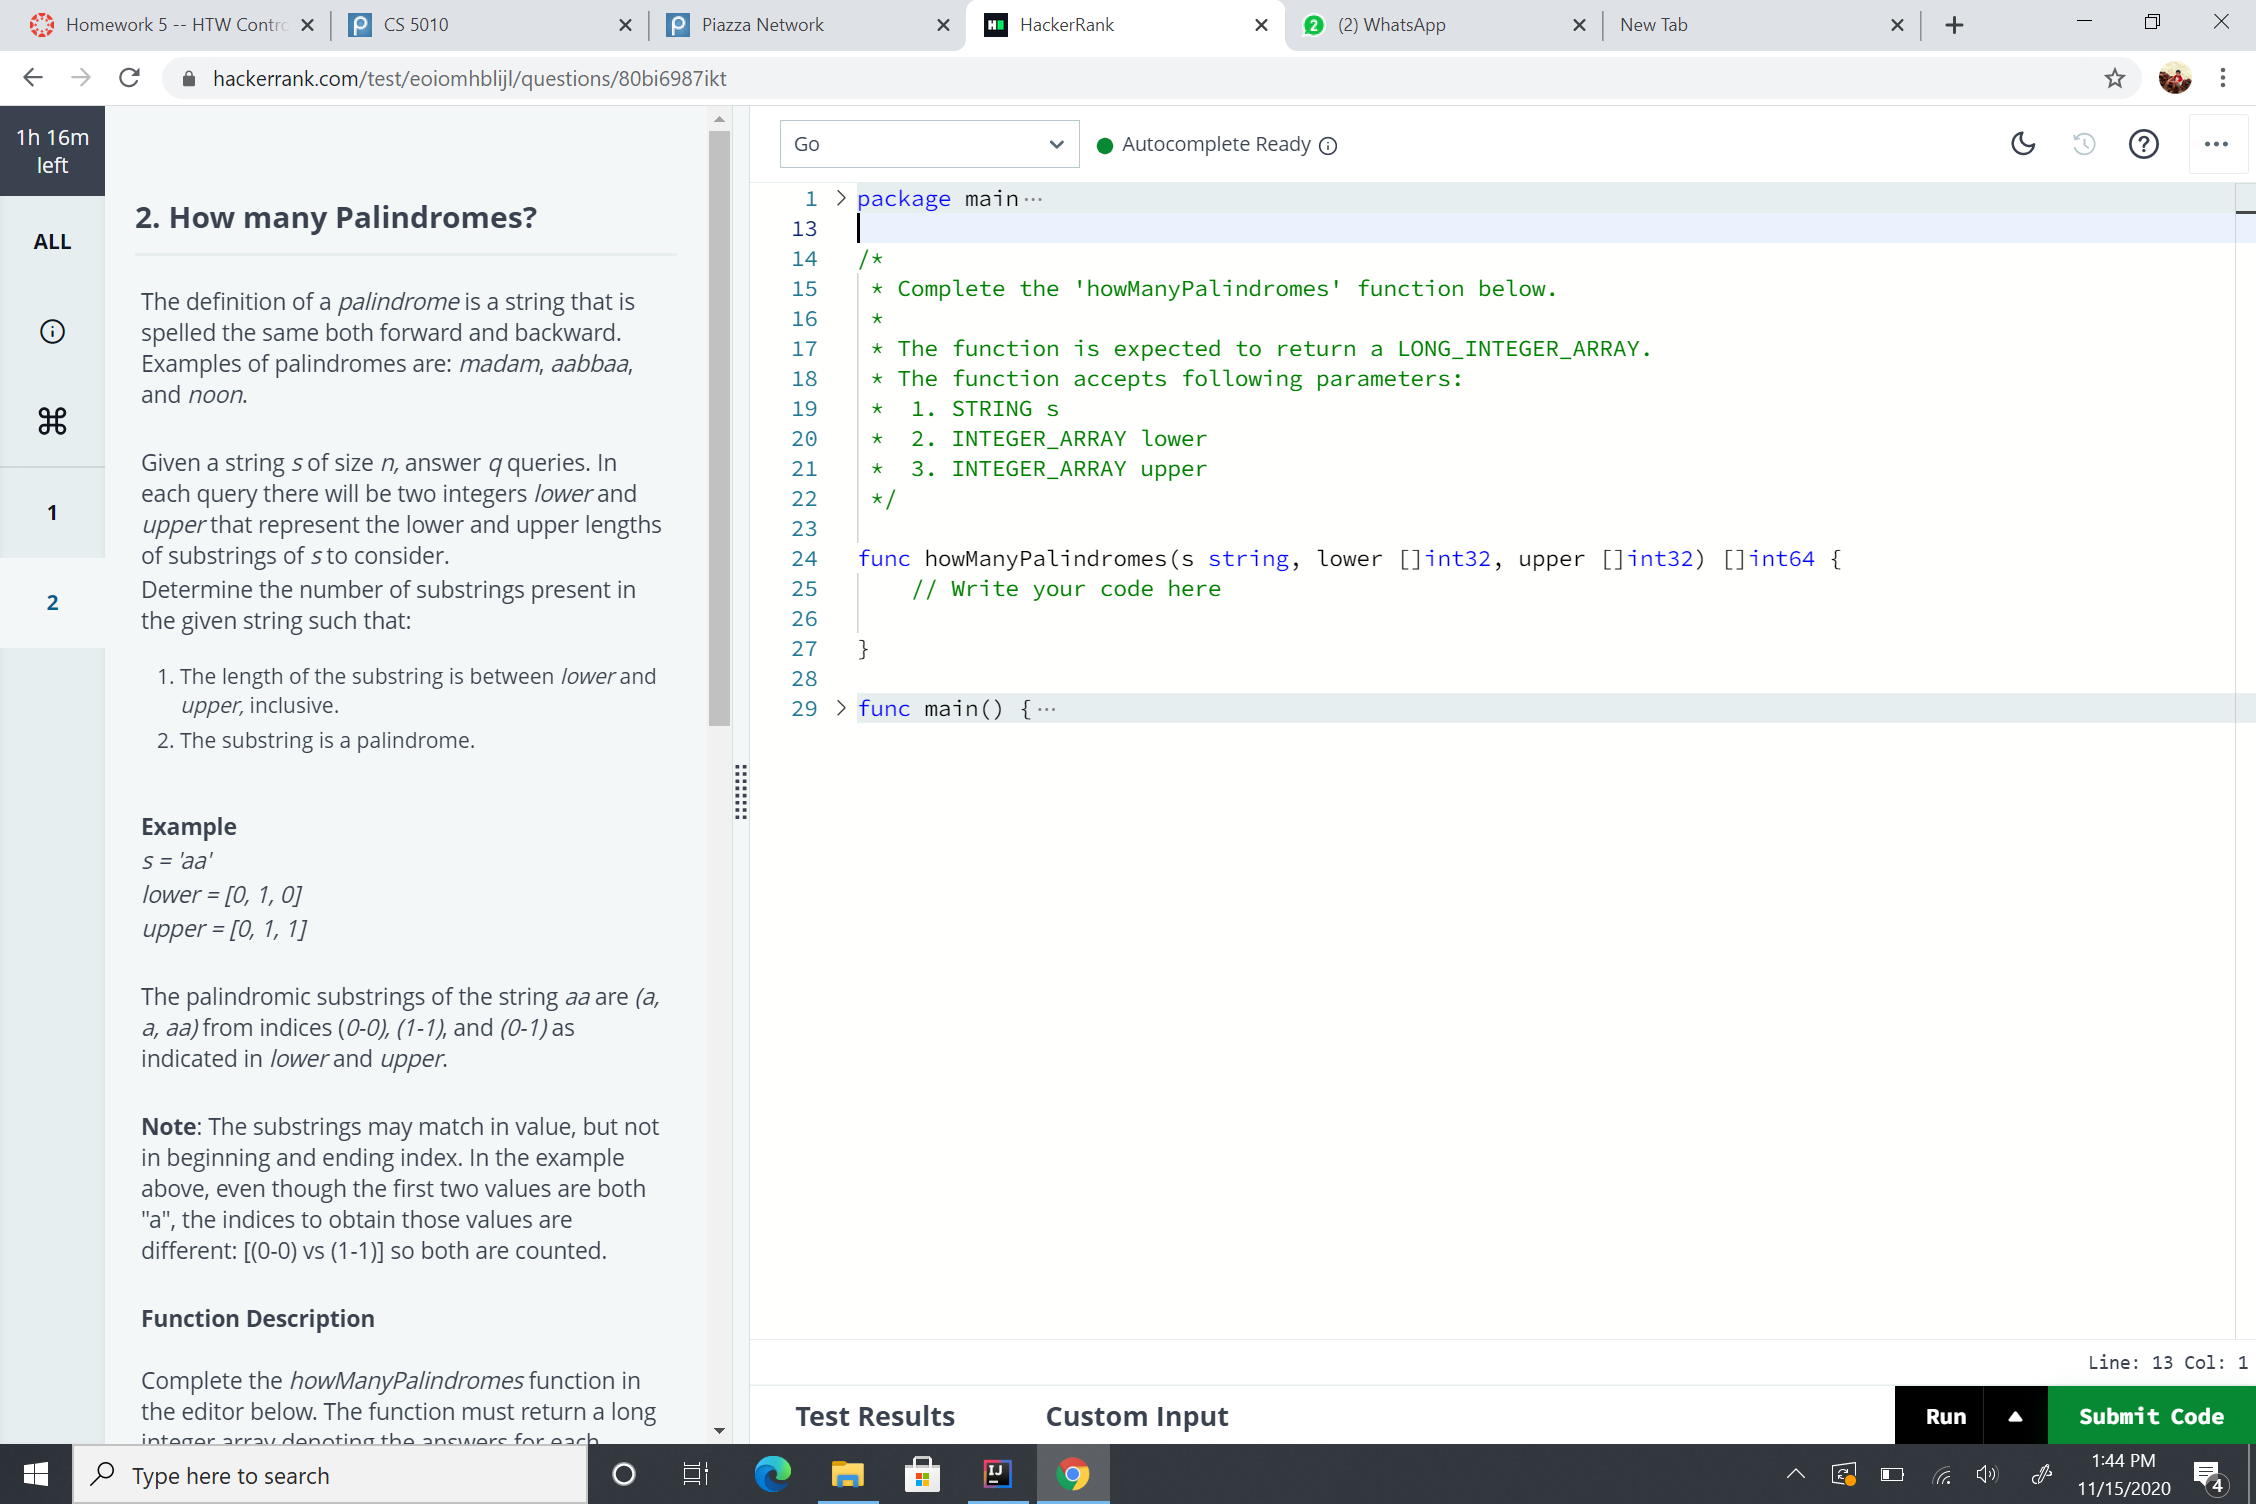 Homework 5 -- HTW Contro
CS 5010
Piazza Network
HackerRank
(2) WhatsApp
New Tab
hackerrank.com/test/eoiomhblijl/questions/80bi6987ikt
1h 16m
left
ALL
1
2
2. How many Palindromes?
The definition of a palindrome is a string that is
spelled the same both forward and backward.
Examples of palindromes are: madam, aabbaa,
and noon.
Given a string s of size n, answer q queries. In
each query there will be two integers lower and
upper that represent the lower and upper lengths
of substrings of s to consider.
Determine the number of substrings present in
the given string such that:
1. The length of the substring is between lower and
upper, inclusive.
2. The substring is a palindrome.
Example
s = 'aa'
lower = [0, 1, 0]
upper = [0, 1, 1]
The palindromic substrings of the string aa are (a,
a, aa) from indices (0-0), (1-1), and (0-1) as
indicated in lower and upper.
Note: The substrings may match in value, but not
in beginning and ending index. In the example
above, even though the first two values are both
"a", the indices to obtain those values are
different: [(0-0) vs (1-1)] so both are counted.
Function Description
Complete the howManyPalindromes function in
the editor below. The function must return a long
integer array denoting the answers for each
Go
Autocomplete Ready
1 package main ...
13
14 /*
15 * Complete the 'howManyPalindromes' function below.
16 *
17 * The function is expected to return a LONG_INTEGER_ARRAY.
18 * The function accepts following parameters:
19 * 1. STRING s
20 * 2. INTEGER_ARRAY lower
21 * 3. INTEGER_ARRAY upper
22 */
23
24 func howManyPalindromes(s string, lower []int32, upper []int32) []int64 {
25 // Write your code here
26
27 }
28
29 func main() { ...
Line: 13 Col: 1
Test Results
Custom Input
Run
Submit Code
Type here to search
1:44 PM
11/15/2020
4